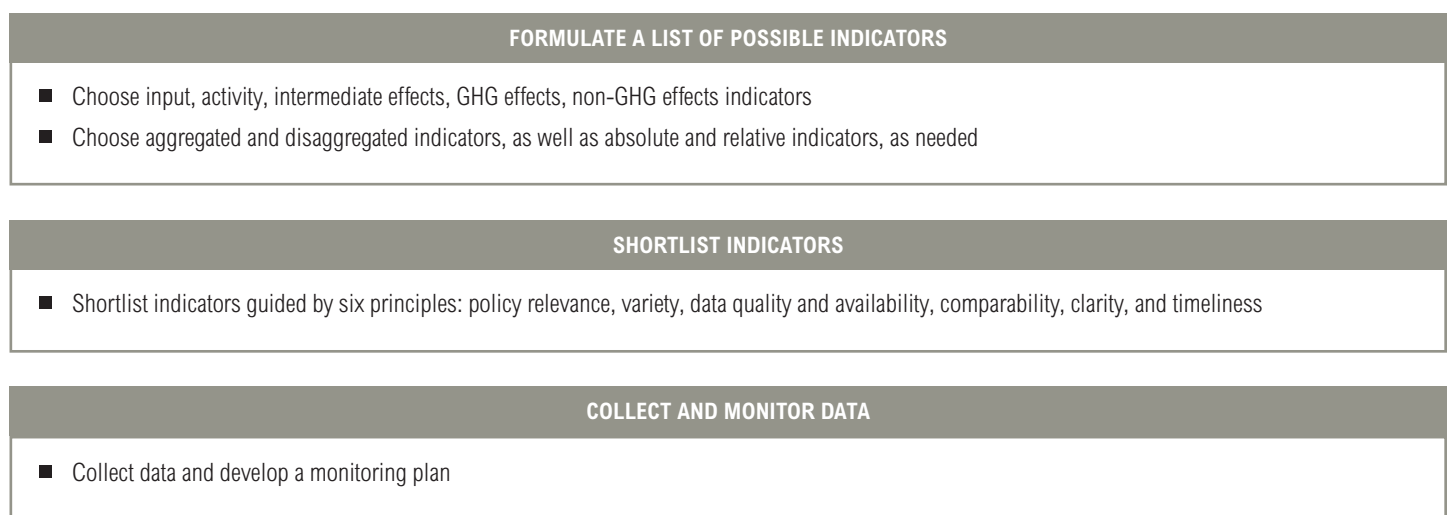 FORMULATE A LIST OF POSSIBLE INDICATORS
■ Choose input, activity, intermediate effects, GHG effects, non-GHG effects indicators
■ Choose aggregated and disaggregated indicators, as well as absolute and relative indicators, as needed
SHORTLIST INDICATORS
■ Shortlist indicators guided by six principles: policy relevance, variety, data quality and availability, comparability, clarity, and timeliness
COLLECT AND MONITOR DATA
■ Collect data and develop a monitoring plan